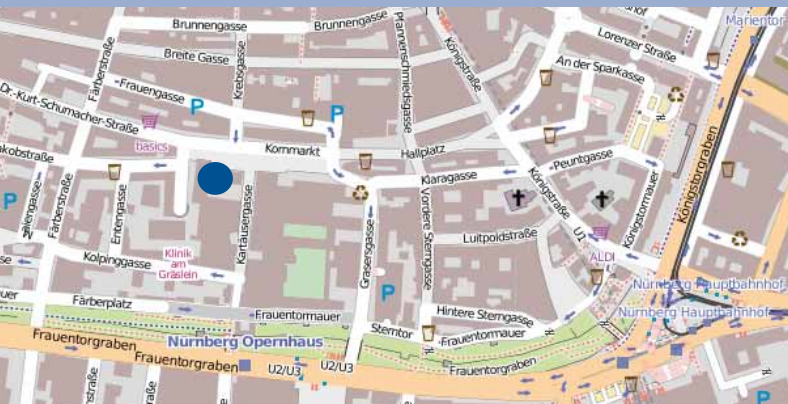 Brunnengasse
Brunnengasse
Breite Gasse
Färberstraße
Krebsgasse
Pfannenschmiedsgasse
Königstraße
Lorenzer Straße
Marientor
An der Sparkasse
Frauengasse
P
P
Dr.-Kurt-Schumacher-Straße
basics
Kornmarkt
Hallplatz
Peuntgasse
Klaragasse
Königstraße
Königstorgraben
Königstormauer
P
Färberstraße
Entengasse
Kartäusergasse
Grasersgasse
Vordere Sterngasse
Luitpoldstraße
U1
ALDI
Kolpinggasse
Klinik
am
Gräslein
P
Nürnberg Hauptbahnhof
Nürnberg Hauptbahnhof
Färberplatz
Frauentormauer
Hintere Sterngasse
Sterntor
Frauentormauer
Frauentorgraben
Nürnberg Opernhaus
Frauentorgraben
U2/U3
U2/U3
Frauentorgraben
P